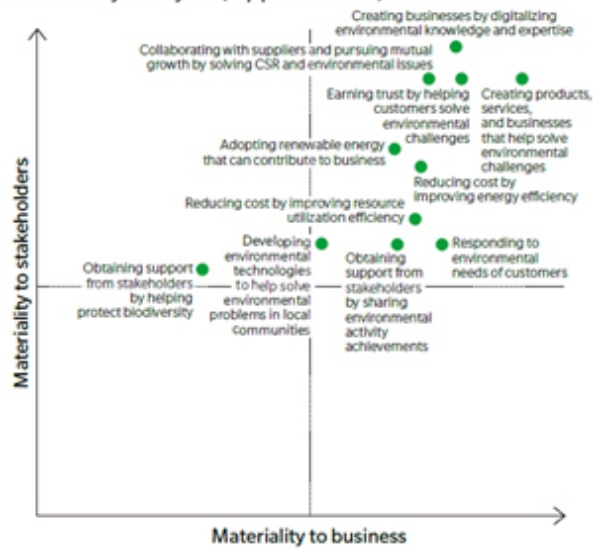 Creating businesses by digitalizing
environmental knowledge and expertise
Collaborating with suppliers and pursuing mutual
growth by solving CSR and environmental issues
Earning trust by helping
customers solve
environmental
challenges
Creating products,
services,
and businesses
that help solve
environmental
challenges
Adopting renewable energy
that can contribute to business
Reducing cost by
improving energy efficiency
Reducing cost by improving resource
utilization efficiency
Developing
environmental
technologies
to help solve
environmental
problems in local
communities
Obtaining
support from
stakeholders
by sharing
environmental
activity
achievements
Responding to
environmental
needs of customers
Obtaining support
from stakeholders
by helping
protect biodiversity
Materiality to stakeholders
Materiality to business